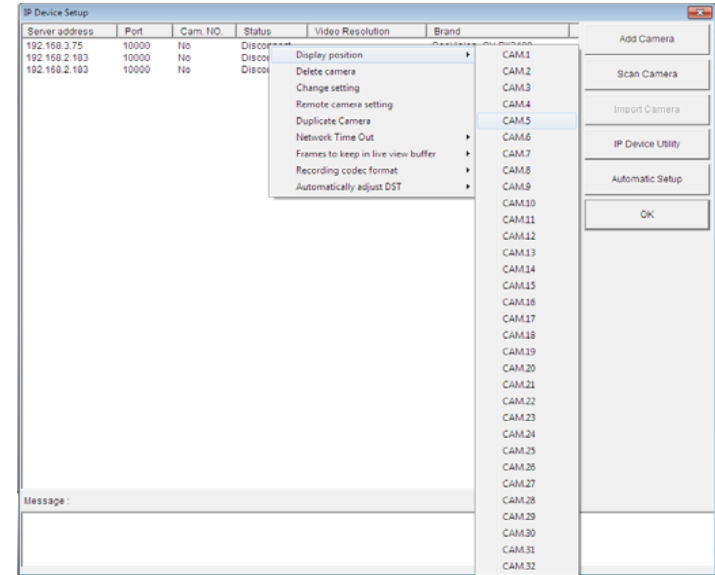 IP Device Setup
Server address Port Cam. NO. Status Video Resolution Brand
192.168.3.75 10000 No Disconnect
192.168.2.183 10000 No Discon
192.168.2.183 10000 No Discon
Display position
Delete camera
Change setting
Remote camera setting
Duplicate Camera
Network Time Out
Frames to keep in live view buffer
Recording codec format
Automatically adjust DST
CAM.1
CAM.2
CAM.3
CAM.4
CAM.5
CAM.6
CAM.7
CAM.8
CAM.9
CAM.10
CAM.11
CAM.12
CAM.13
CAM.14
CAM.15
CAM.16
CAM.17
CAM.18
CAM.19
CAM.20
CAM.21
CAM.22
CAM.23
CAM.24
CAM.25
CAM.26
CAM.27
CAM.28
CAM.29
CAM.30
CAM.31
CAM.32
Add Camera
Scan Camera
Import Camera
IP Device Utility
Automatic Setup
OK
Message :